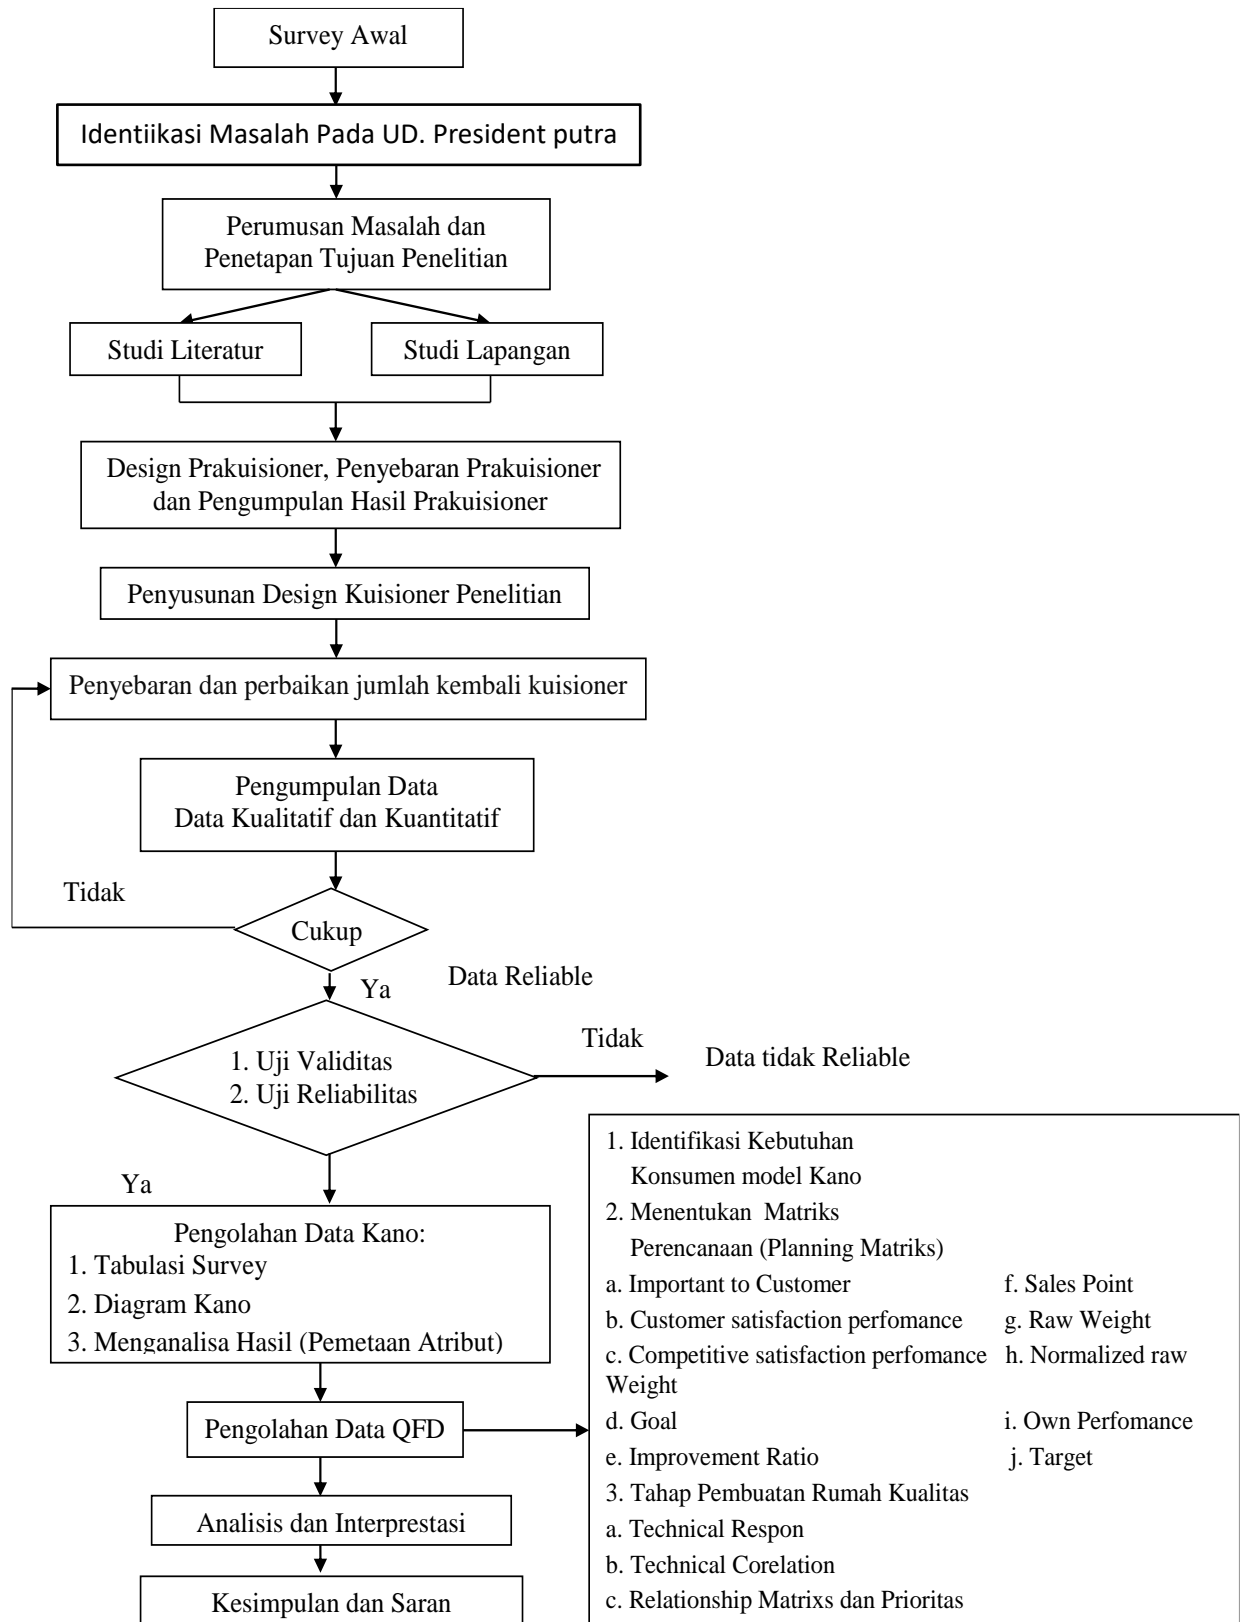 Survey Awal
Identiikasi Masalah Pada UD. President putra
Perumusan Masalah dan
Penetapan Tujuan Penelitian
Studi Literatur
Studi Lapangan
Design Prakuisioner, Penyebaran Prakuisioner
dan Pengumpulan Hasil Prakuisioner
Penyusunan Design Kuisioner Penelitian
Penyebaran dan perbaikan jumlah kembali kuisioner
Pengumpulan Data
Data Kualitatif dan Kuantitatif
Tidak
Cukup
Ya
Data Reliable
1. Uji Validitas
2. Uji Reliabilitas
Tidak
Data tidak Reliable
Ya
Pengolahan Data Kano:
1. Tabulasi Survey
2. Diagram Kano
3. Menganalisa Hasil (Pemetaan Atribut)
Pengolahan Data QFD
1. Identifikasi Kebutuhan
Konsumen model Kano
2. Menentukan Matriks
Perencanaan (Planning Matriks)
a. Important to Customer f. Sales Point
b. Customer satisfaction perfomance g. Raw Weight
c. Competitive satisfaction perfomance h. Normalized raw
Weight
d. Goal i. Own Perfomance
e. Improvement Ratio j. Target
3. Tahap Pembuatan Rumah Kualitas
a. Technical Respon
b. Technical Corelation
c. Relationship Matrixs dan Prioritas
Analisis dan Interprestasi
Kesimpulan dan Saran